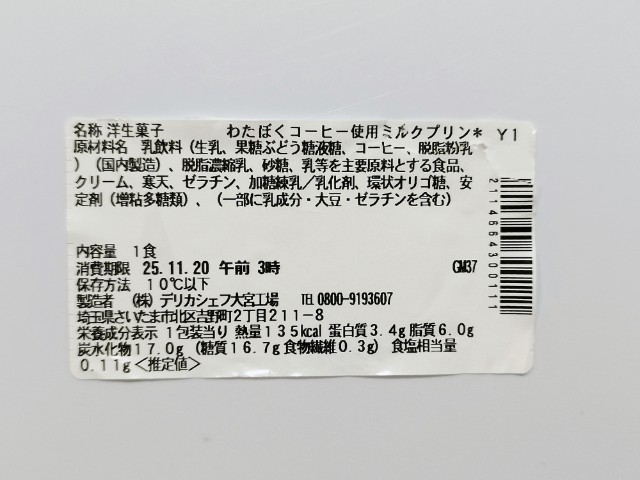 名称 洋生菓子 わたぼくコーヒー使用ミルクプリン* Y1
原材料名 乳飲料(生乳、果糖ぶどう糖液糖、コーヒー、脱脂粉乳
)(国内製造)、脱脂濃縮乳、砂糖、乳等を主要原料とする食品、
クリーム、寒天、ゼラチン、加糖練乳/乳化剤、環状オリゴ糖、安
定剤(増粘多糖類)、(一部に乳成分・大豆・ゼラチンを含む)
内容量 1食
消費期限 25.11.20 午前 3時 GM37
保存方法 10℃以下
製造者 (株)デリカシェフ大宮工場 TEL 0800-9193607
埼玉県さいたま市北区吉野町2丁目211-8
栄養成分表示 1包装当り 熱量135kcal 蛋白質3.4g 脂質6.0g
炭水化物17.0g(糖質16.7g 食物繊維0.3g) 食塩相当量
0.11g<推定値>
2114664300111